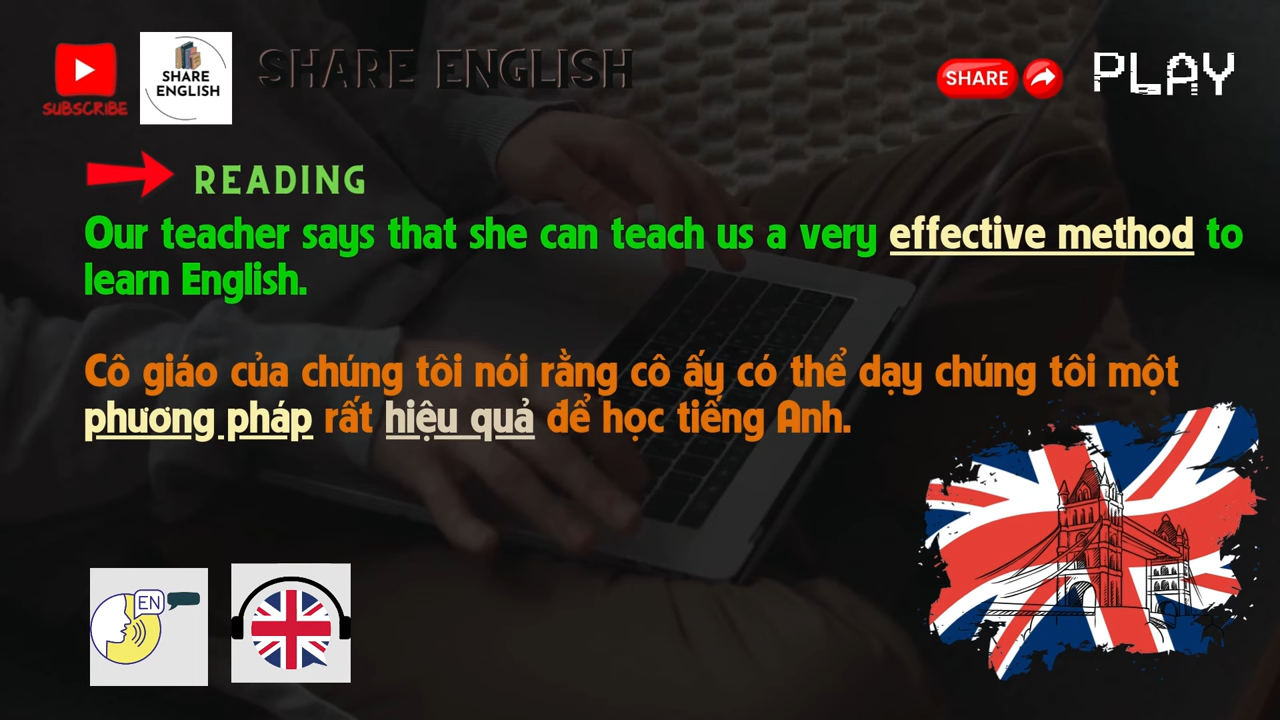 SUBSCRIBE
SHARE
ENGLISH
SHARE ENGLISH
SHARE
PLAY
READING
Our teacher says that she can teach us a very effective method to
learn English.
Cô giáo của chúng tôi nói rằng cô ấy có thể dạy chúng tôi một
phương pháp rất hiệu quả để học tiếng Anh.
EN